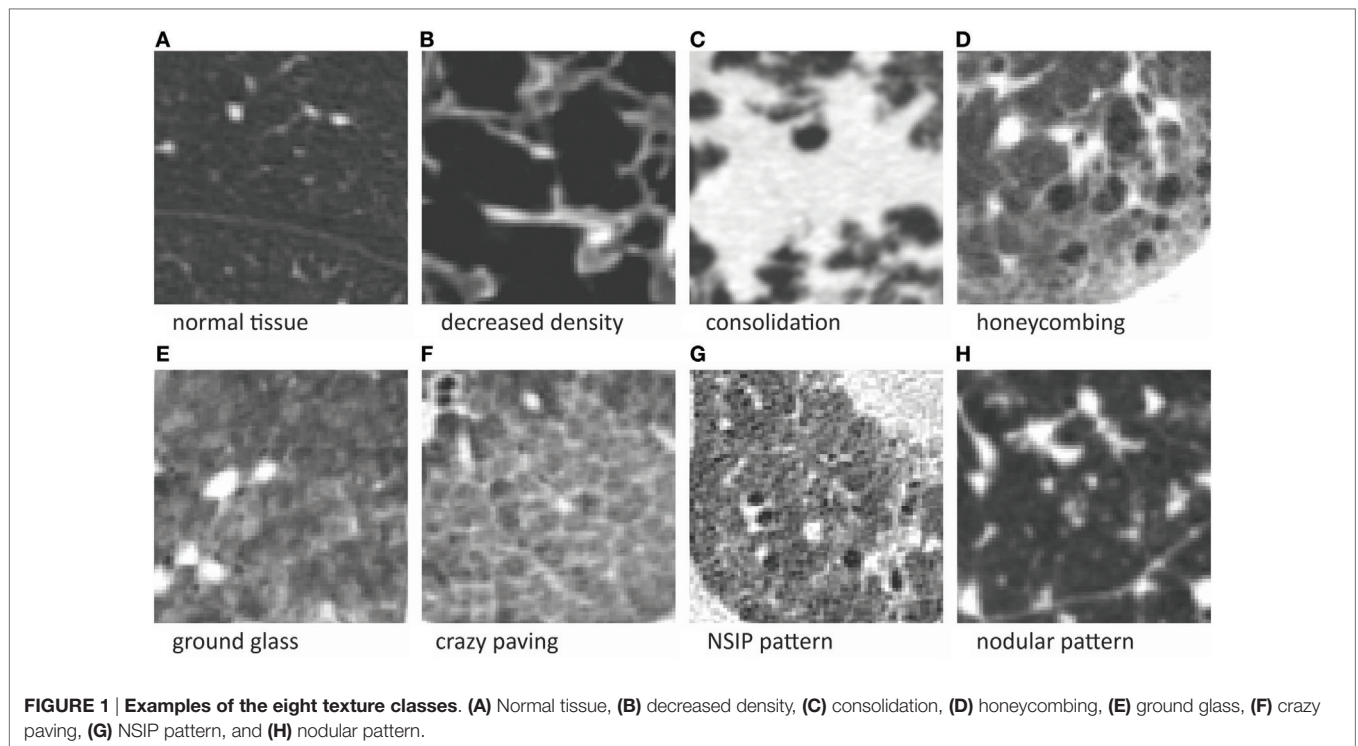 A B C D
normal tissue decreased density consolidation honeycombing
E F G H
ground glass crazy paving NSIP pattern nodular pattern
FIGURE 1 | Examples of the eight texture classes. (A) Normal tissue, (B) decreased density, (C) consolidation, (D) honeycombing, (E) ground glass, (F) crazy
paving, (G) NSIP pattern, and (H) nodular pattern.